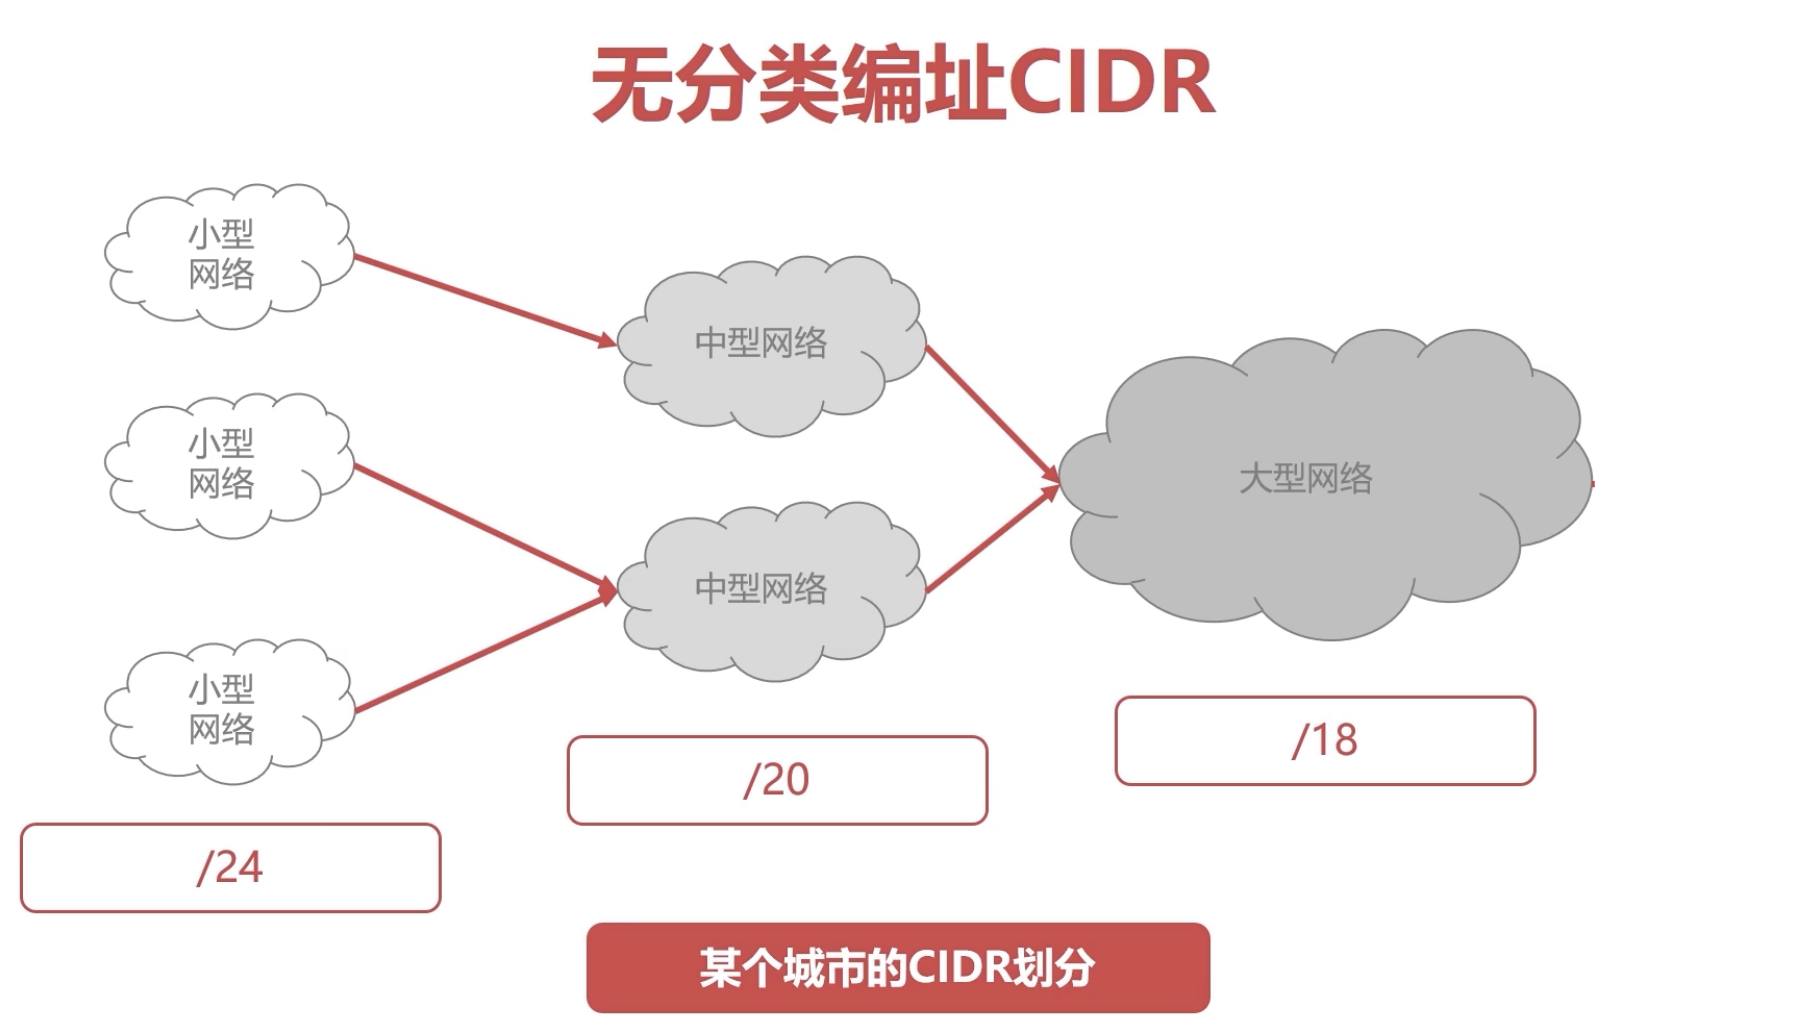 无分类编址CIDR
小型
网络
小型
网络
小型
网络
/24
中型网络
中型网络
/20
大型网络
/18
某个城市的CIDR划分